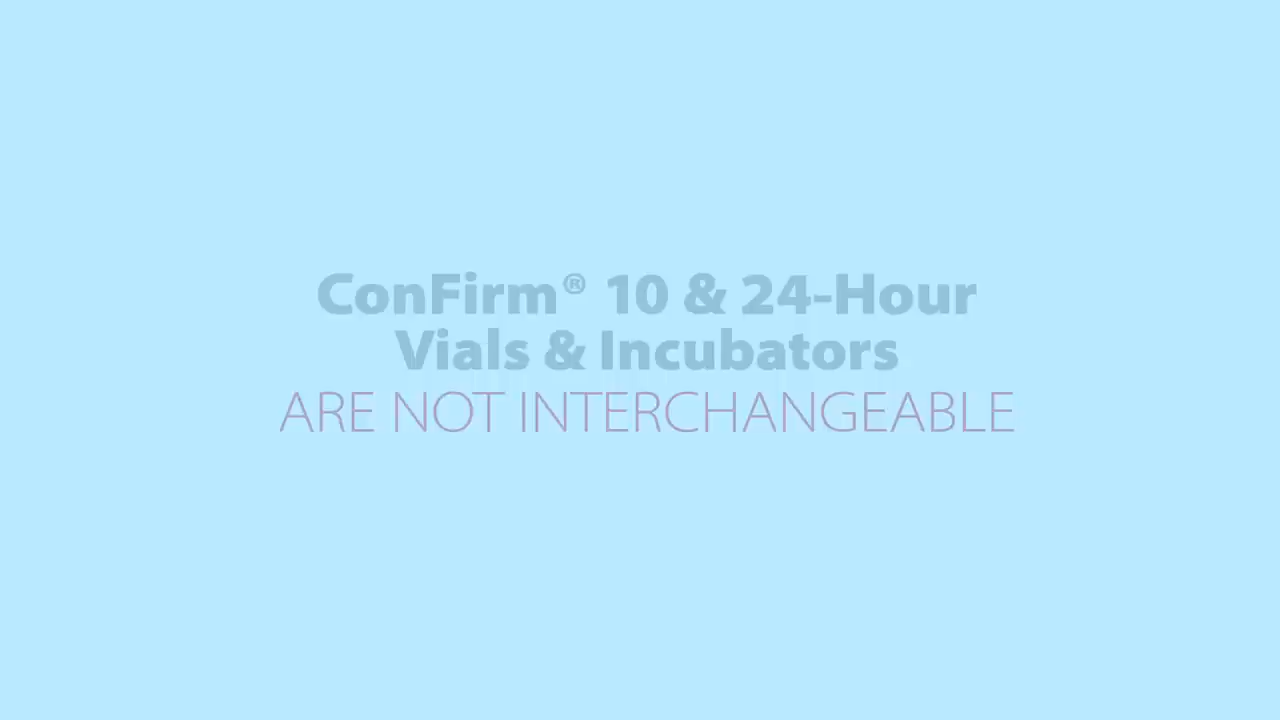 ConFirm® 10 & 24-Hour
Vials & Incubators
ARE NOT INTERCHANGEABLE